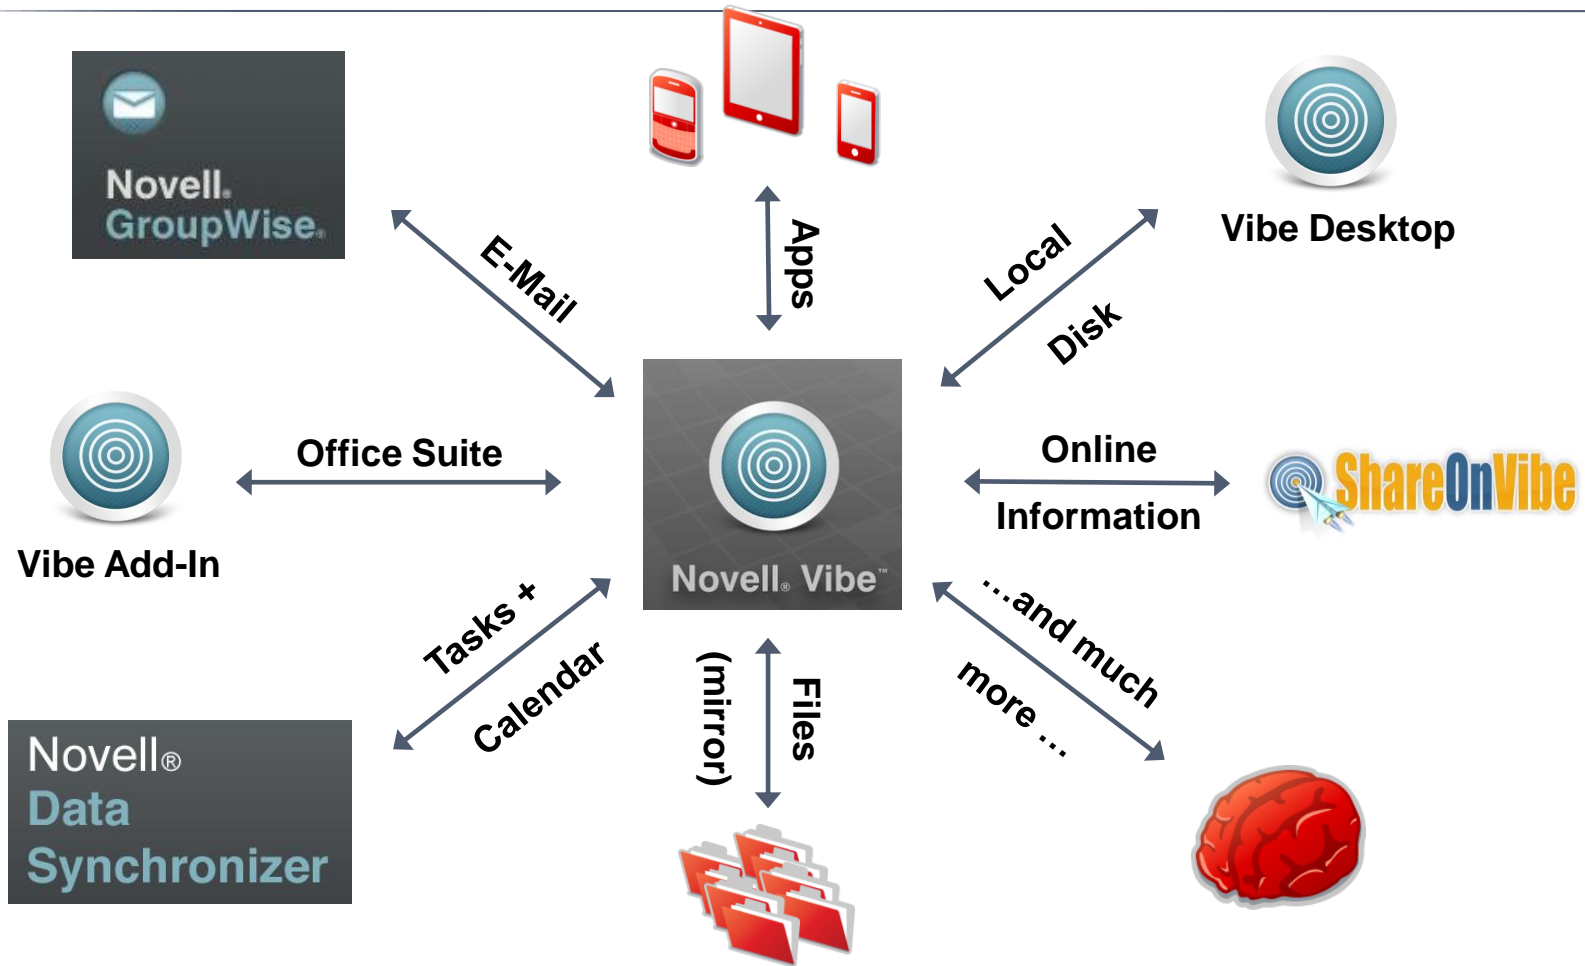 Novell®
GroupWise®
E-Mail
Apps
Local
Disk
Vibe Desktop
Vibe Add-In
Office Suite
Novell® Vibe™
Online
Information
ShareOnVibe
Tasks +
Calendar
Novell®
Data
Synchronizer
Files
(mirror)
…and much
more …